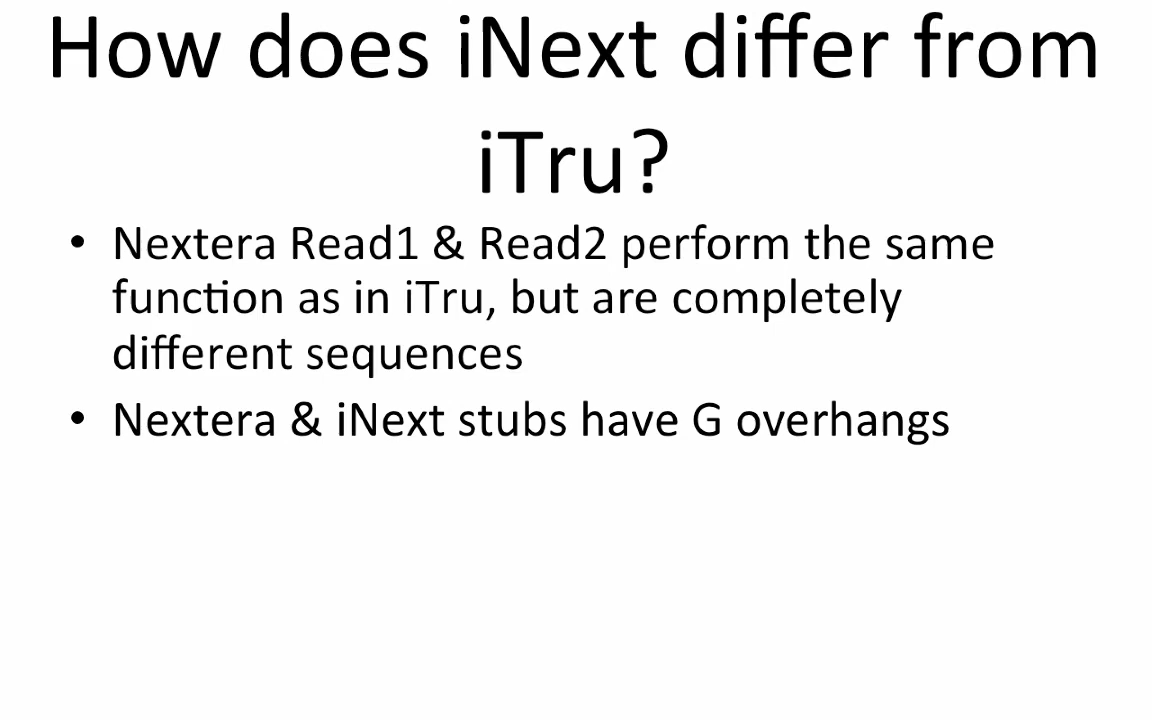 How does iNext differ from
iTru?
• Nextera Read1 & Read2 perform the same
function as in iTru, but are completely
different sequences
• Nextera & iNext stubs have G overhangs